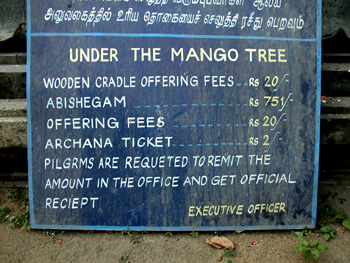 அலுவலகத்தில் உரிய தொகையைச் செலுத்தி ரசீது பெறவும்
UNDER THE MANGO TREE
WOODEN CRADLE OFFERING FEES RS 20/-
ABISHEGAM RS 751/-
OFFERING FEES RS 20/-
ARCHANA TICKET RS 2/-
PILGRMS ARE REQUETED TO REMIT THE
AMOUNT IN THE OFFICE AND GET OFFICIAL
RECIEPT
EXECUTIVE OFFICER